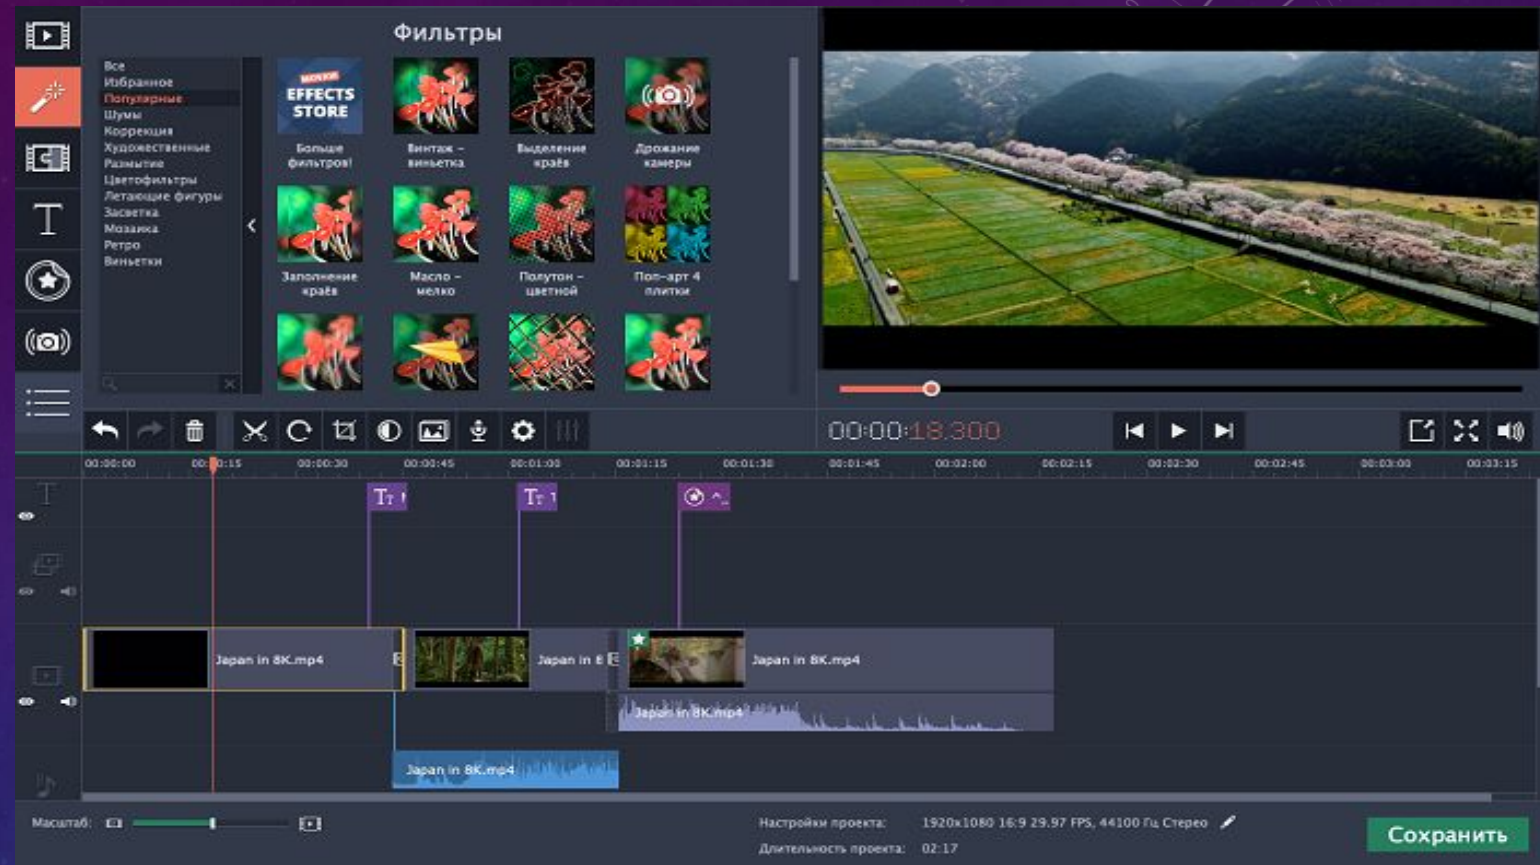 Фильтры
Все
Избранное
Популярные
Шумы
Коррекция
Художественные
Размытие
Цветофильтры
Летающие фигуры
Засветка
Мозаика
Ретро
Виньетки
MOVAVI
EFFECTS
STORE
Больше
фильтров!
Винтаж –
виньетка
Выделение
краёв
Дрожание
камеры
Заполнение
краёв
Масло –
мелко
Полутон –
цветной
Поп-арт 4
плитки
00:00:18.300
00:00:00 00:00:15 00:00:30 00:00:45 00:01:00 00:01:15 00:01:30 00:01:45 00:02:00 00:02:15 00:02:30 00:02:45 00:03:00 00:03:15
Japan in 8K.mp4
Japan in 8
Japan in 8K.mp4
Japan in 8K.mp4
Japan in 8K.mp4
Масштаб:
Настройки проекта: 1920x1080 16:9 29.97 FPS, 44100 Гц Стерео
Длительность проекта: 02:17
Сохранить